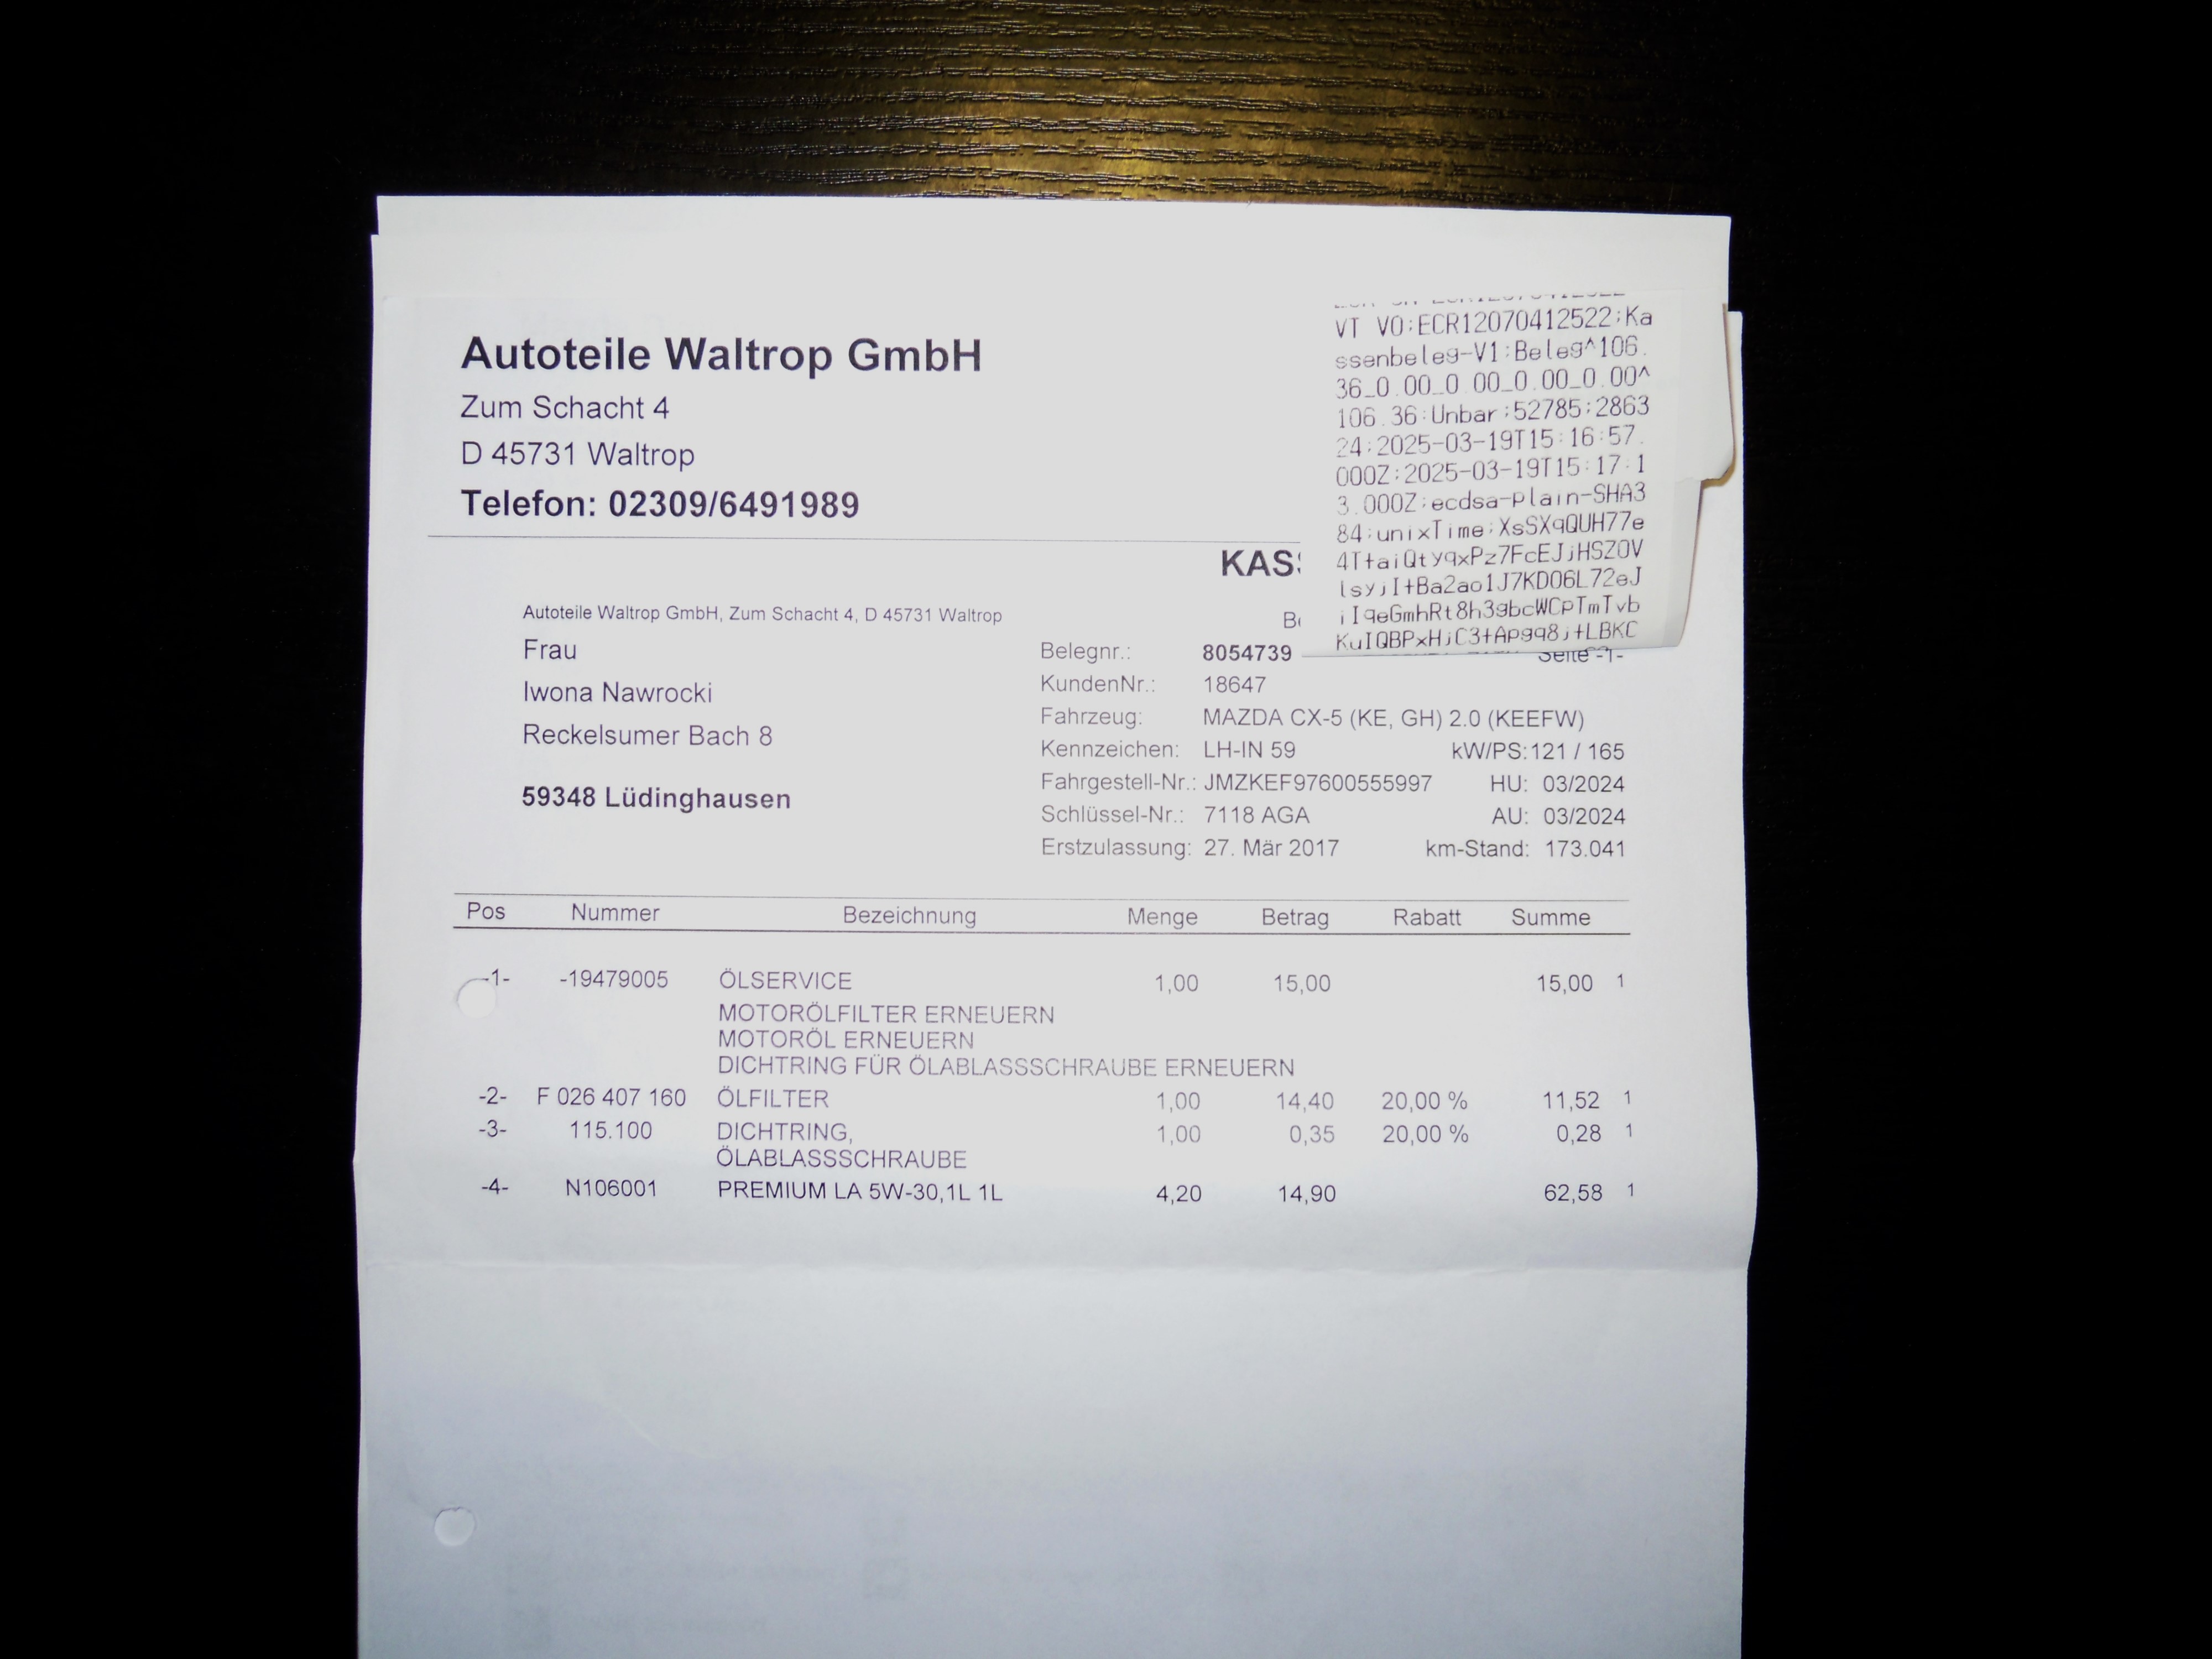 Autoteile Waltrop GmbH
Zum Schacht 4
D 45731 Waltrop
Telefon: 02309/6491989
VT V0:ECR12070412522;Ka
ssenbeleg-V1:Beleg^106.
36_0.00_0.00_0.00_0.00^
106.36:Unbar;52785;2863
24;2025-03-19T15:16:57.
000Z;2025-03-19T15:17:1
3.000Z;ecdsa-plain-SHA3
84;unixTime;XsSXqQUH77e
4TtaiQtyqxPz7FcEJjHSZOV
lsyjI+Ba2ao1J7KDO6L72eJ
iIqeGmhRt8h3gbcWCpTmTvb
KuIQBPxHjC3+Apgq8j+LBKC
KAS
Autoteile Waltrop GmbH, Zum Schacht 4, D 45731 Waltrop
Frau
Iwona Nawrocki
Reckelsumer Bach 8
59348 Lüdinghausen
Belegnr.: 8054739 Seite -1-
KundenNr.: 18647
Fahrzeug: MAZDA CX-5 (KE, GH) 2.0 (KEEFW)
Kennzeichen: LH-IN 59 kW/PS: 121 / 165
Fahrgestell-Nr.: JMZKEF97600555997 HU: 03/2024
Schlüssel-Nr.: 7118 AGA AU: 03/2024
Erstzulassung: 27. Mär 2017 km-Stand: 173.041
Pos Nummer Bezeichnung Menge Betrag Rabatt Summe
-1- -19479005 ÖLSERVICE 1,00 15,00 15,00 1
MOTORÖLFILTER ERNEUERN
MOTORÖL ERNEUERN
DICHTRING FÜR ÖLABLASSSCHRAUBE ERNEUERN
-2- F 026 407 160 ÖLFILTER 1,00 14,40 20,00 % 11,52 1
-3- 115.100 DICHTRING, 1,00 0,35 20,00 % 0,28 1
ÖLABLASSSCHRAUBE
-4- N106001 PREMIUM LA 5W-30,1L 1L 4,20 14,90 62,58 1